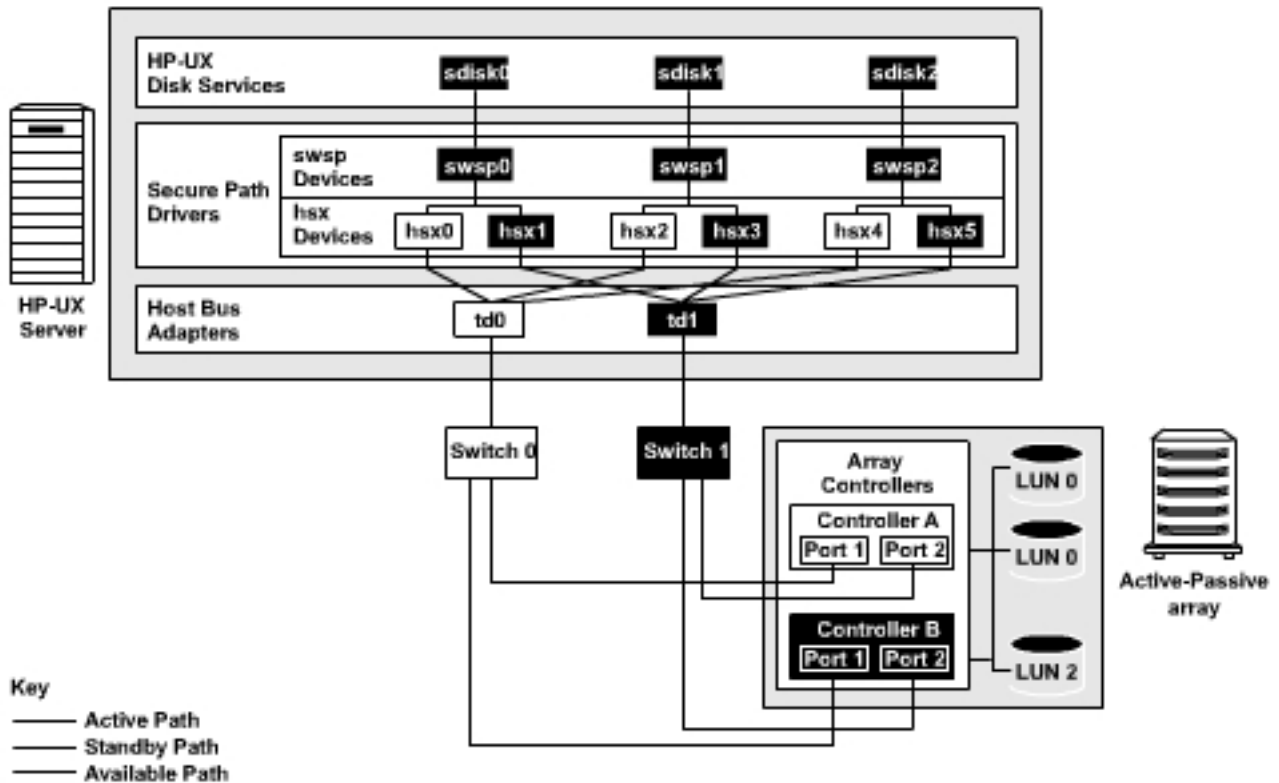 HP-UX
Disk Services
sdisk0
sdisk1
sdisk2
Secure Path
Drivers
swsp
Devices
swsp0
swsp1
swsp2
hsx
Devices
hsx0
hsx1
hsx2
hsx3
hsx4
hsx5
HP-UX
Server
Host Bus
Adapters
td0
td1
Switch 0
Switch 1
Array
Controllers
Controller A
Port 1
Port 2
Controller B
Port 1
Port 2
LUN 0
LUN 0
LUN 2
Active-Passive
array
Key
Active Path
Standby Path
Available Path